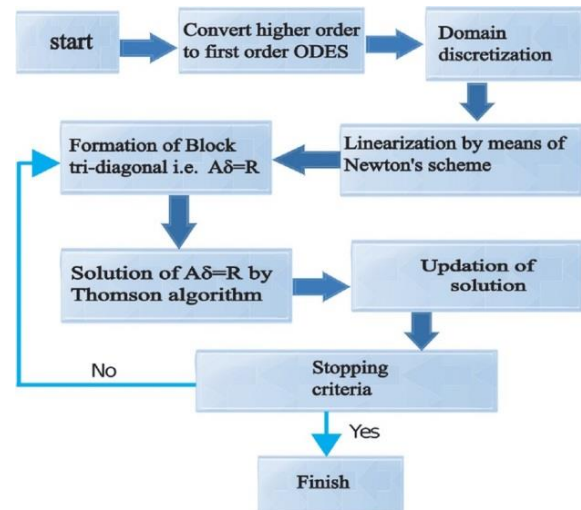 start
Convert higher order
to first order ODES
Domain
discretization
Linearization by means of
Newton's scheme
Formation of Block
tri-diagonal i.e. Aδ=R
Solution of Aδ=R by
Thomson algorithm
Updation of
solution
Stopping
criteria
No
Yes
Finish